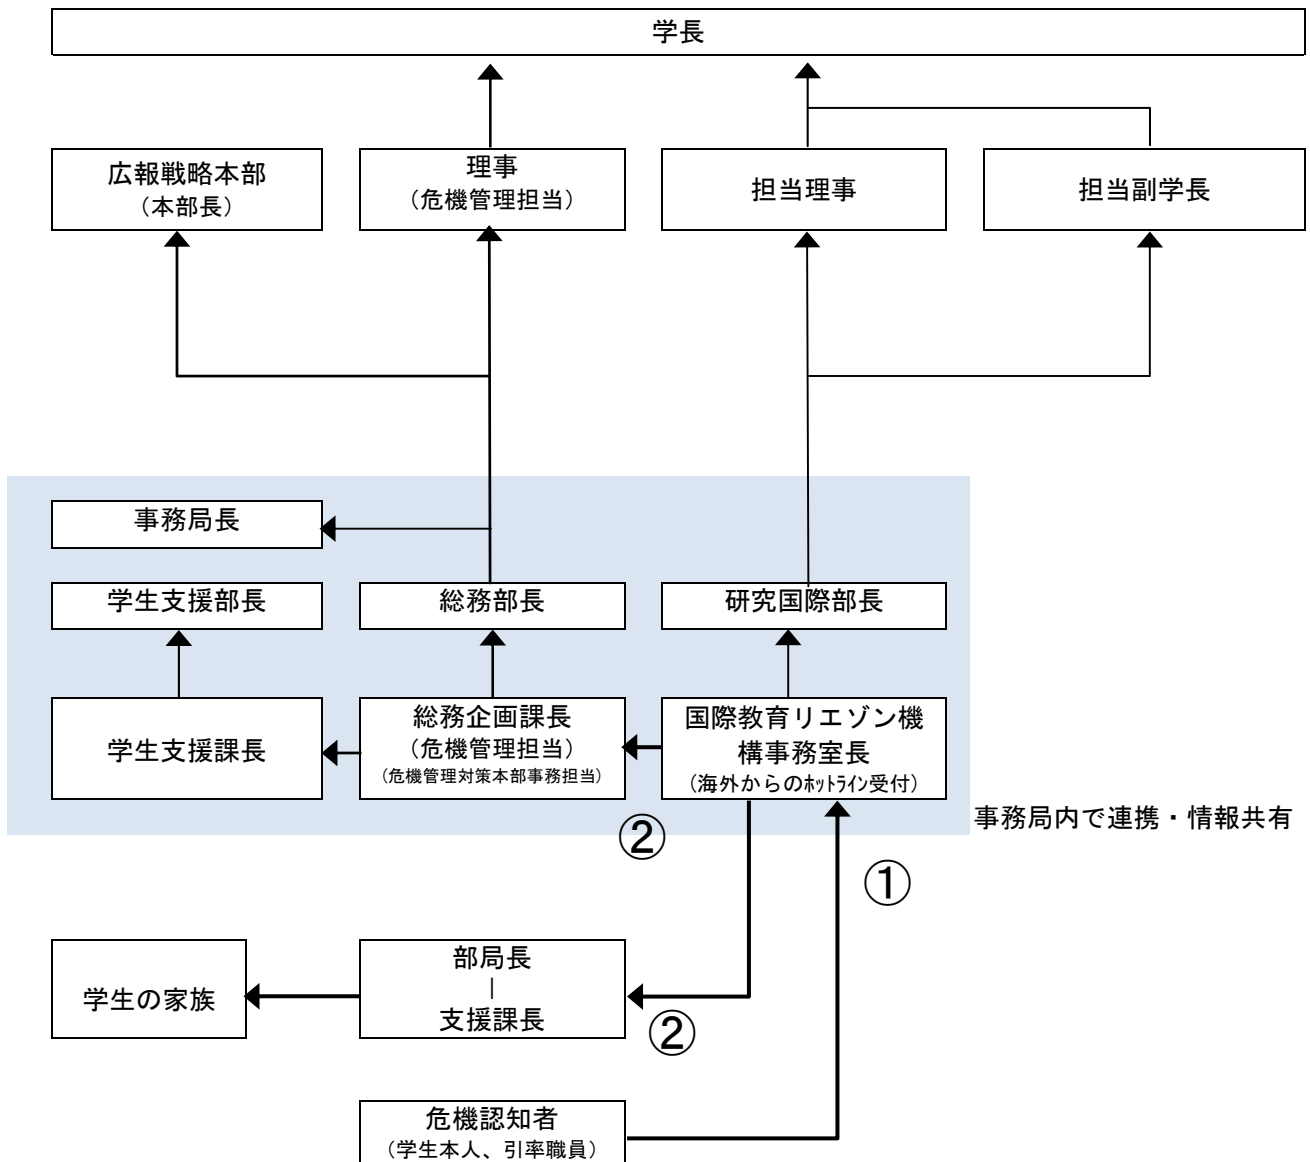 学長
広報戦略本部
（本部長）
理事
（危機管理担当）
担当理事
担当副学長
事務局長
学生支援部長
総務部長
研究国際部長
学生支援課長
総務企画課長
（危機管理担当）
（危機管理対策本部事務担当）
国際教育リエゾン機
構事務室長
（海外からのﾎｯﾄﾗｲﾝ受付）
事務局内で連携・情報共有
②
①
学生の家族
部局長
｜
支援課長
②
危機認知者
（学生本人、引率職員）